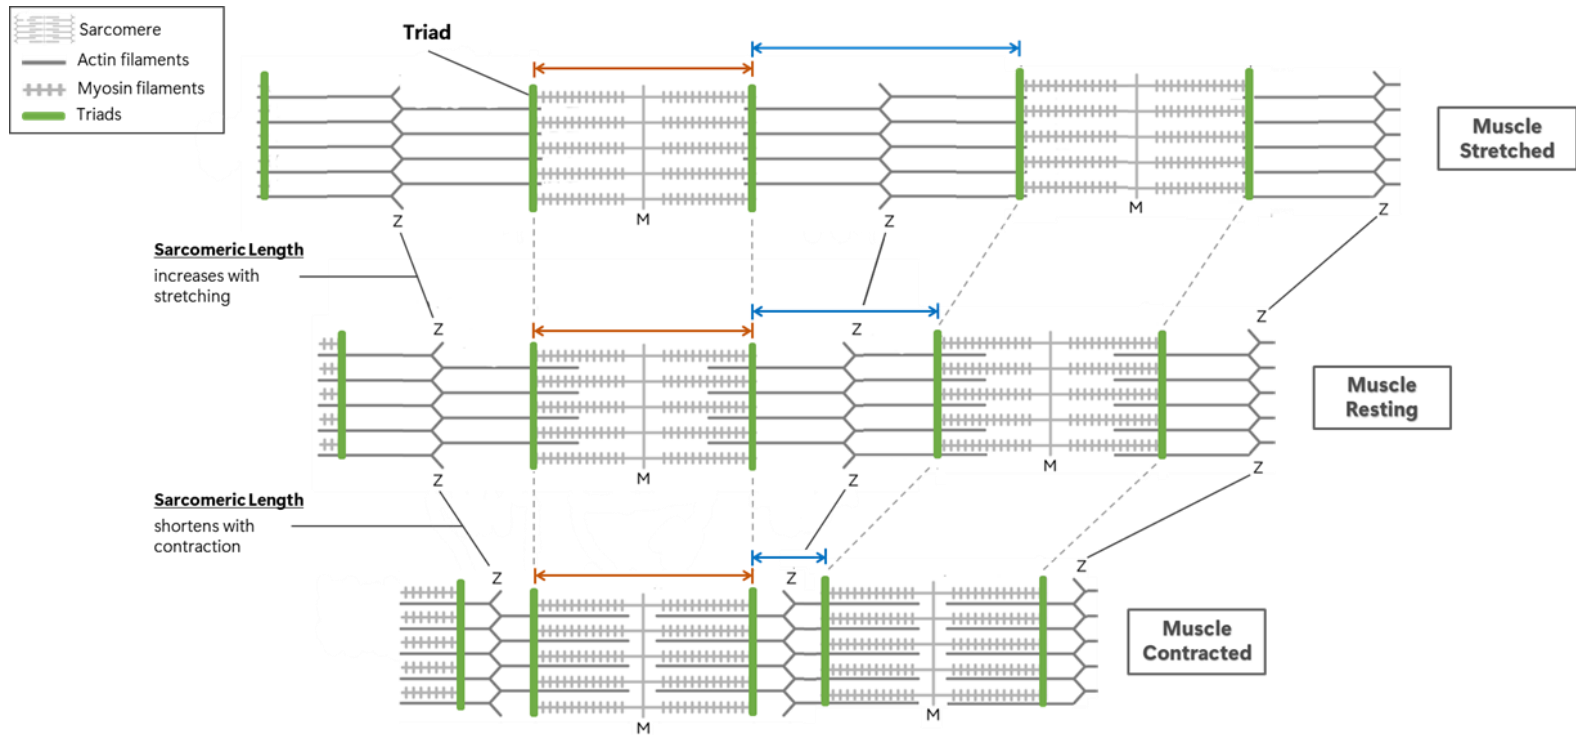 Sarcomere
Actin filaments
Myosin filaments
Triads
Triad
Muscle
Stretched
Z
M
Z
M
Z
Sarcomeric Length
increases with
stretching
Z
Z
Z
Muscle
Resting
Z
M
Z
M
Z
Sarcomeric Length
shortens with
contraction
Z
Z
Z
Muscle
Contracted
M
M